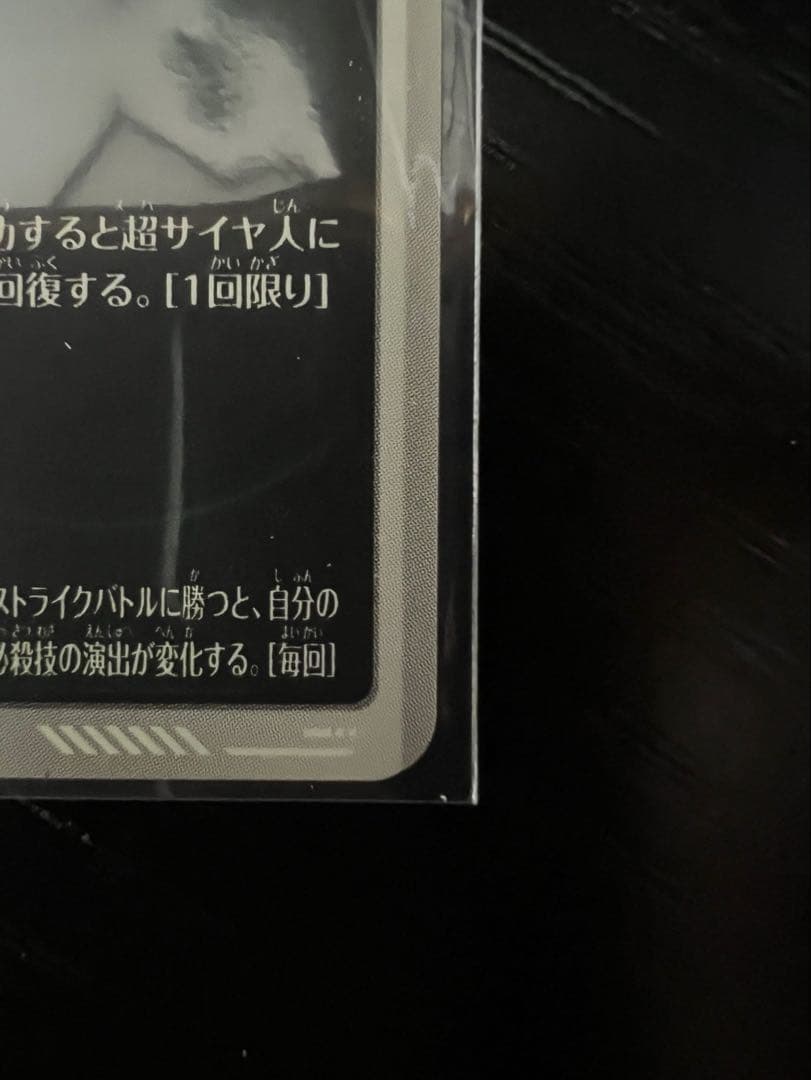 功すると超サイヤ人に
回復する。[1回限り]
ストライクバトルに勝つと、自分の
必殺技の演出が変化する。[毎回]